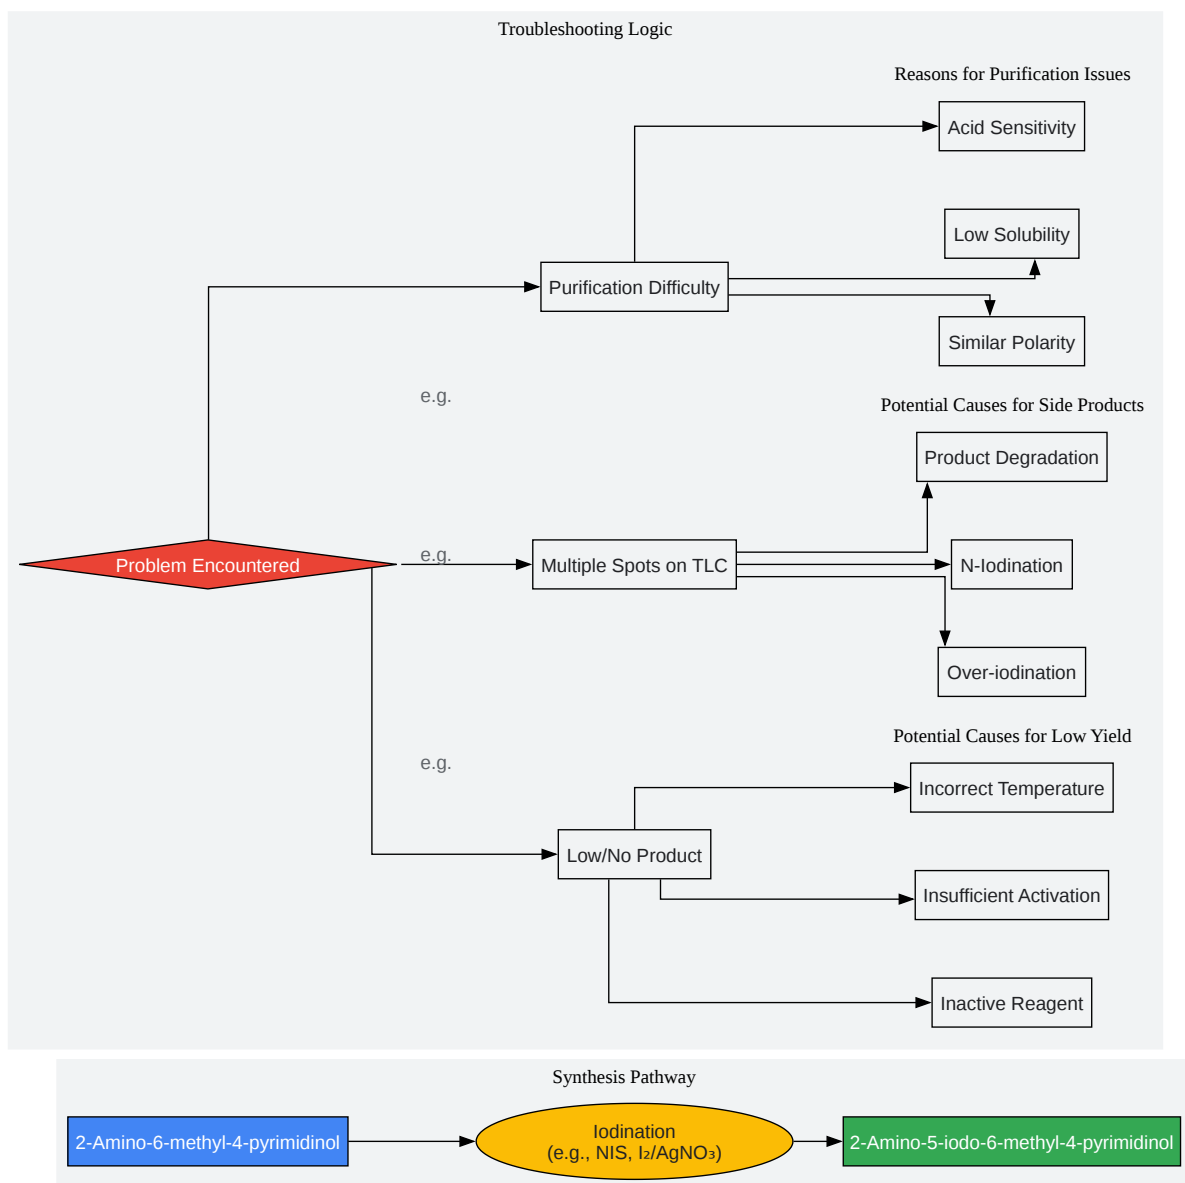 Troubleshooting Logic
Reasons for Purification Issues
Acid Sensitivity
Low Solubility
Purification Difficulty
Similar Polarity
e.g.
Potential Causes for Side Products
Product Degradation
e.g.
Problem Encountered
Multiple Spots on TLC
N-Iodination
Over-iodination
Potential Causes for Low Yield
e.g.
Incorrect Temperature
Low/No Product
Insufficient Activation
Inactive Reagent
Synthesis Pathway
2-Amino-6-methyl-4-pyrimidinol
Iodination
(e.g., NIS, I₂/AgNO₃)
2-Amino-5-iodo-6-methyl-4-pyrimidinol